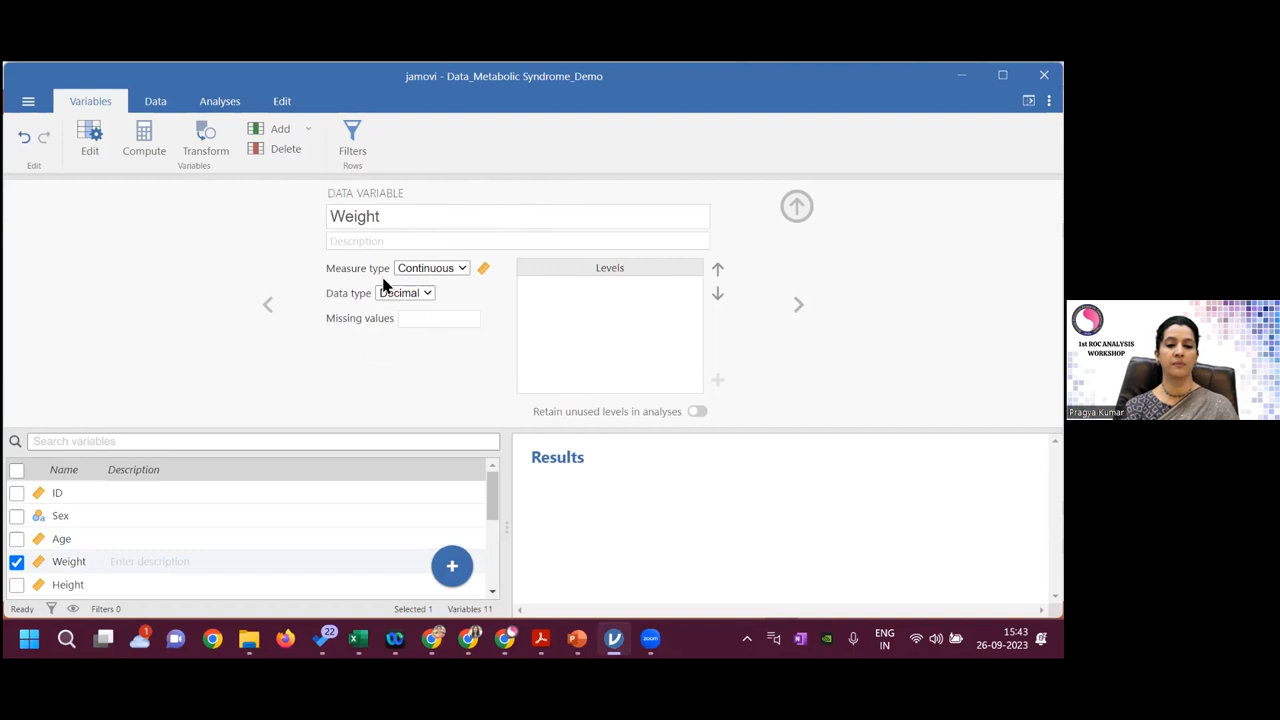 jamovi - Data_Metabolic Syndrome_Demo
Variables Data Analyses Edit
Edit Compute Transform Add Delete Filters
Edit Variables Rows
DATA VARIABLE
Weight
Description
Measure type Continuous
Levels
Data type Decimal
Missing values
Retain unused levels in analyses
Search variables
Name Description
ID
Sex
Age
Weight Enter description
Height
Ready Filters 0 Selected 1 Variables 11
Results
1st ROC ANALYSIS
WORKSHOP
Pragya Kumar
1
22
zoom
ENG
IN
15:43
26-09-2023